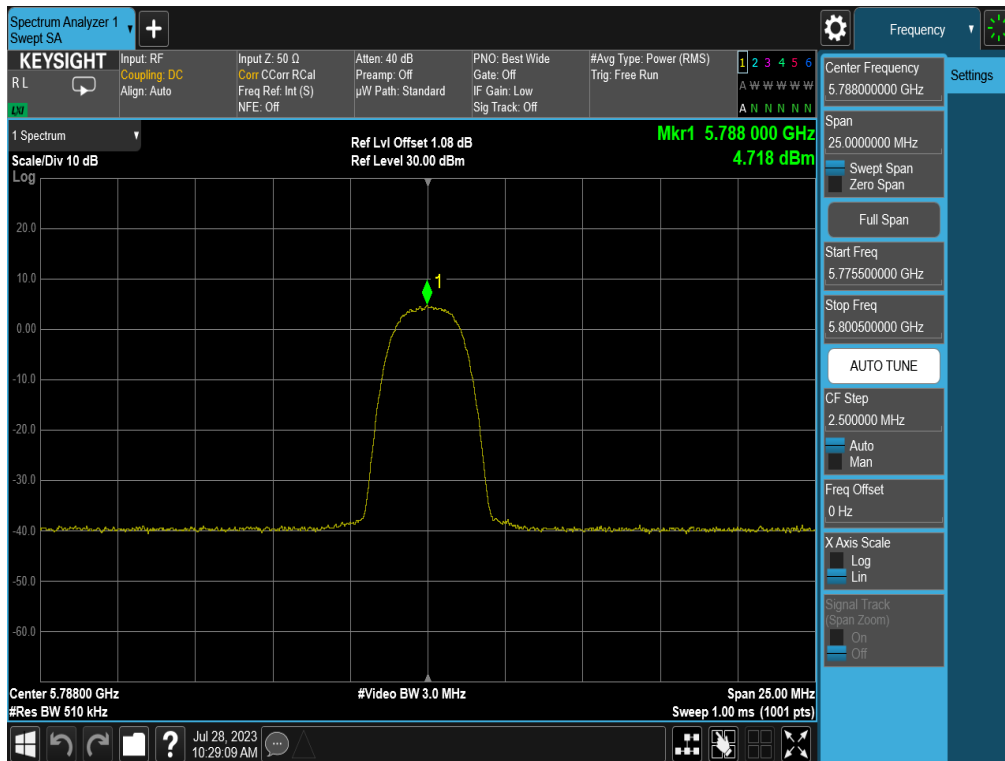 Spectrum Analyzer 1
Swept SA
Frequency
KEYSIGHT
R L
LXI
Input: RF
Coupling: DC
Align: Auto
Input Z: 50 Ω
Corr CCorr RCal
Freq Ref: Int (S)
NFE: Off
Atten: 40 dB
Preamp: Off
µW Path: Standard
PNO: Best Wide
Gate: Off
IF Gain: Low
Sig Track: Off
#Avg Type: Power (RMS)
Trig: Free Run
1 2 3 4 5 6
A W W W W W
A N N N N N
1 Spectrum
Scale/Div 10 dB
Log
Ref Lvl Offset 1.08 dB
Ref Level 30.00 dBm
Mkr1 5.788 000 GHz
4.718 dBm
1
20.0
10.0
0.00
-10.0
-20.0
-30.0
-40.0
-50.0
-60.0
Center 5.78800 GHz
#Res BW 510 kHz
#Video BW 3.0 MHz
Span 25.00 MHz
Sweep 1.00 ms (1001 pts)
Center Frequency
5.788000000 GHz
Settings
Span
25.0000000 MHz
Swept Span
Zero Span
Full Span
Start Freq
5.775500000 GHz
Stop Freq
5.800500000 GHz
AUTO TUNE
CF Step
2.500000 MHz
Auto
Man
Freq Offset
0 Hz
X Axis Scale
Log
Lin
Signal Track
(Span Zoom)
On
Off
?
Jul 28, 2023
10:29:09 AM